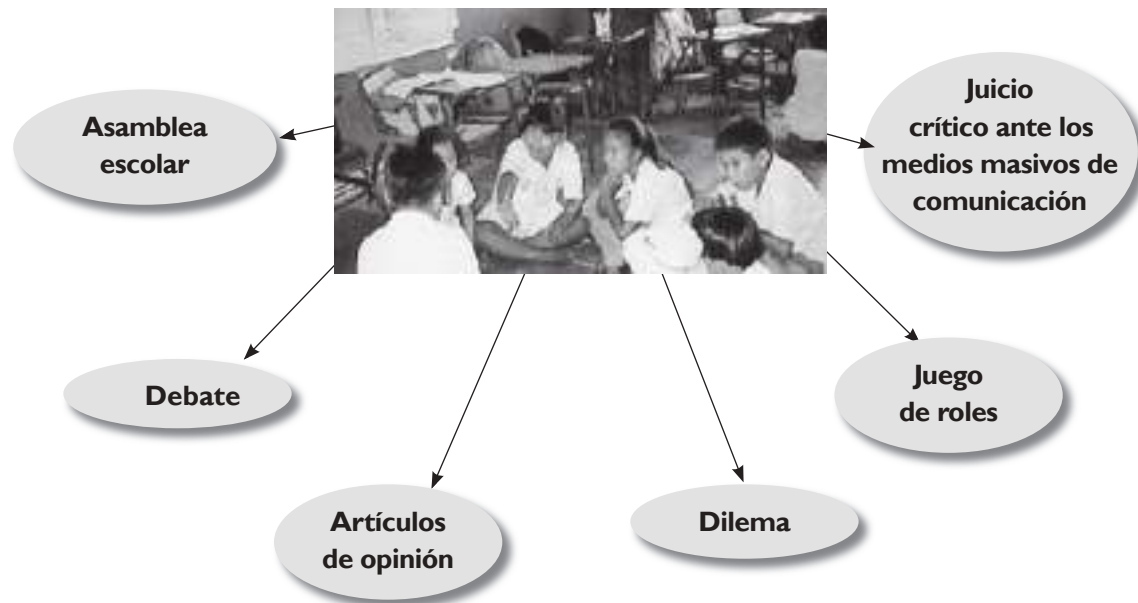 Asamblea
escolar
Juicio
crítico ante los
medios masivos de
comunicación
Debate
Juego
de roles
Artículos
de opinión
Dilema